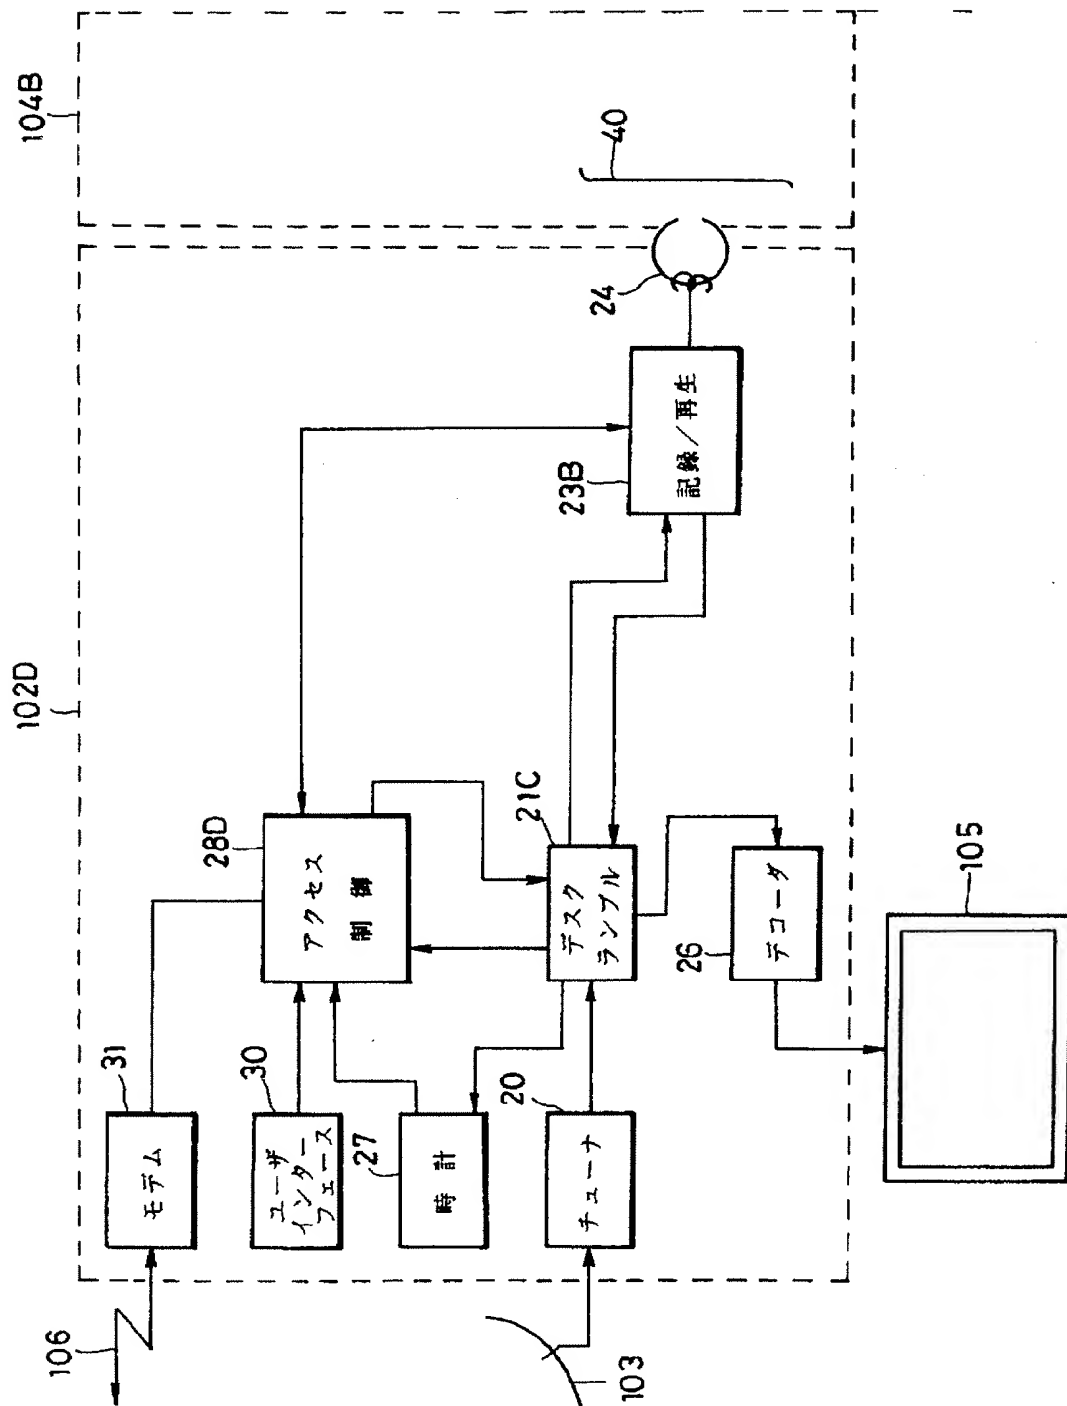 106
103
31
モデム
30
ユーザ
インター
フェース
27
時計
20
チューナ
102D
28D
アクセス
制御
21C
デスク
ランブル
26
デコーダ
105
23B
記録／再生
24
104B
40